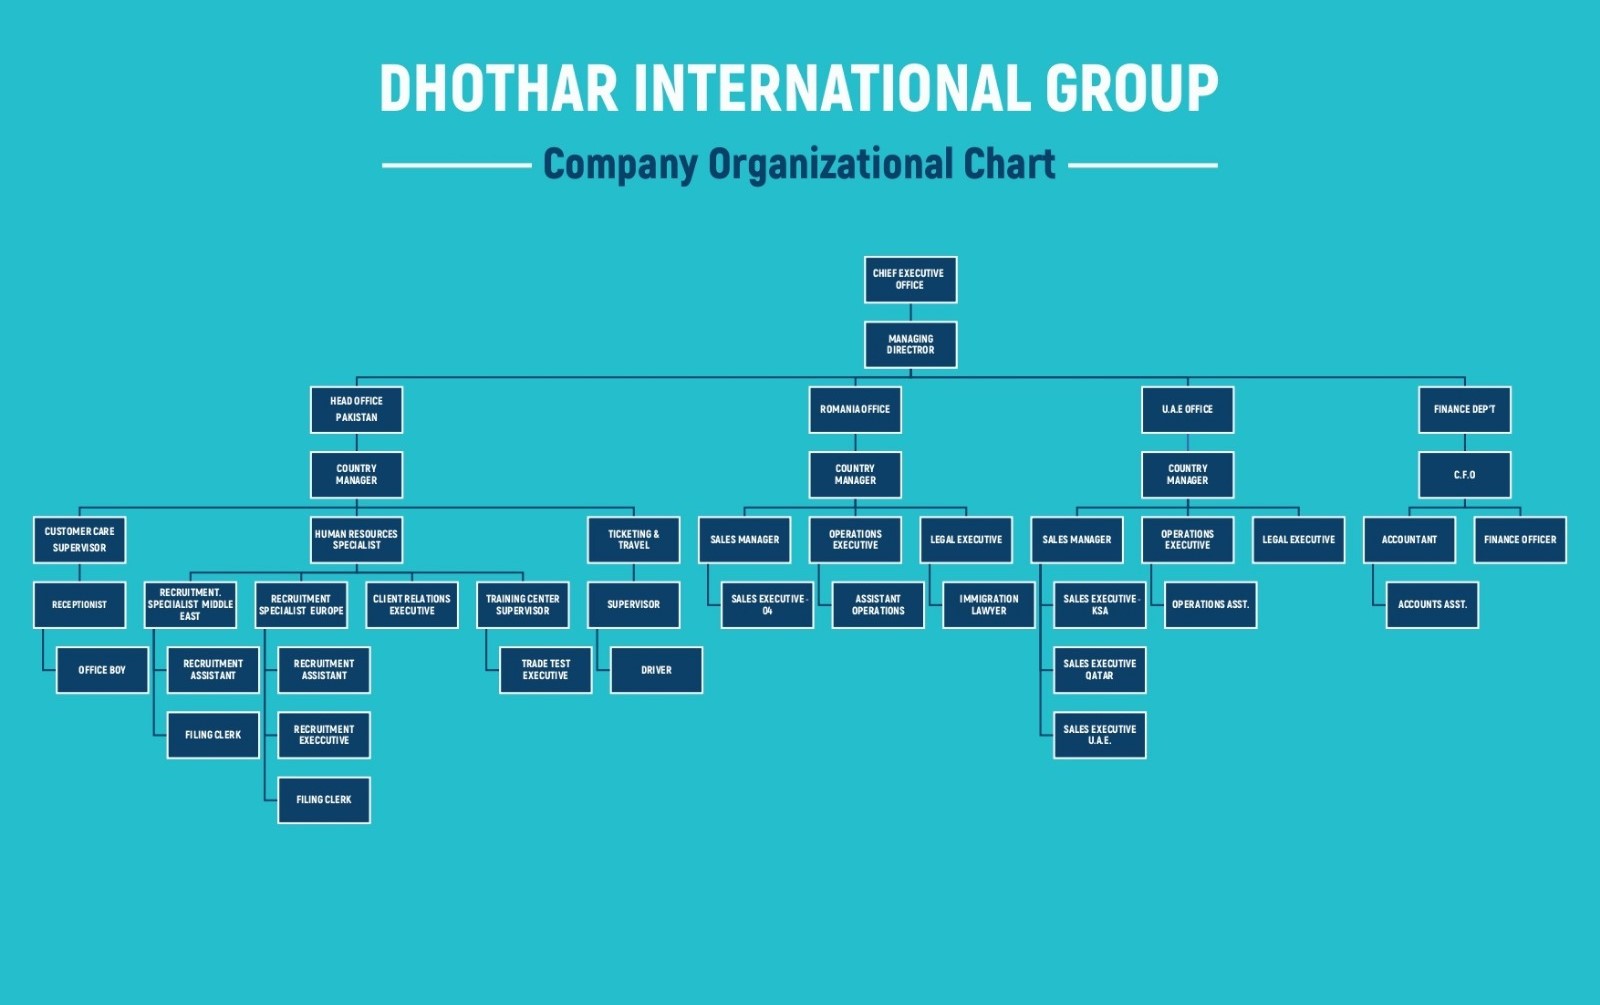 DHOTHAR INTERNATIONAL GROUP
Company Organizational Chart
CHIEF EXECUTIVE
OFFICE
MANAGING
DIRECTROR
HEAD OFFICE
PAKISTAN
ROMANIA OFFICE
U.A.E OFFICE
FINANCE DEP'T
COUNTRY
MANAGER
COUNTRY
MANAGER
COUNTRY
MANAGER
C.F.O
CUSTOMER CARE
SUPERVISOR
HUMAN RESOURCES
SPECIALIST
TICKETING &
TRAVEL
SALES MANAGER
OPERATIONS
EXECUTIVE
LEGAL EXECUTIVE
SALES MANAGER
OPERATIONS
EXECUTIVE
LEGAL EXECUTIVE
ACCOUNTANT
FINANCE OFFICER
RECEPTIONIST
RECRUITMENT.
SPECIIALIST MIDDLE
EAST
RECRUITMENT
SPECIALIST EUROPE
CLIENT RELATIONS
EXECUTIVE
TRAINING CENTER
SUPERVISOR
SUPERVISOR
SALES EXECUTIVE -
04
ASSISTANT
OPERATIONS
IMMIGRATION
LAWYER
SALES EXECUTIVE -
KSA
OPERATIONS ASST.
ACCOUNTS ASST.
OFFICE BOY
RECRUITMENT
ASSISTANT
RECRUITMENT
ASSISTANT
TRADE TEST
EXECUTIVE
DRIVER
SALES EXECUTIVE
QATAR
FILING CLERK
RECRUITMENT
EXECCUTIVE
SALES EXECUTIVE
U.A.E.
FILING CLERK